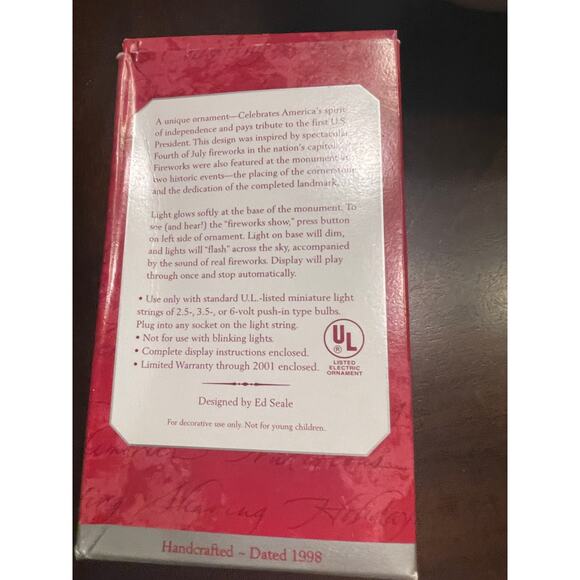 A unique ornament—Celebrates America's spirit
of independence and pays tribute to the first U.S.
President. This design was inspired by spectacular
Fourth of July fireworks in the nation's capitol.
Fireworks were also featured at the monument at
two historic events—the placing of the cornerstone
and the dedication of the completed landmark.
Light glows softly at the base of the monument. To
see (and hear!) the "fireworks show," press button
on left side of ornament. Light on base will dim,
and lights will "flash" across the sky, accompanied
by the sound of real fireworks. Display will play
through once and stop automatically.
• Use only with standard U.L.-listed miniature light
strings of 2.5-, 3.5-, or 6-volt push-in type bulbs.
Plug into any socket on the light string.
• Not for use with blinking lights.
• Complete display instructions enclosed.
• Limited Warranty through 2001 enclosed.
UL
®
LISTED
ELECTRIC
ORNAMENT
Designed by Ed Seale
For decorative use only. Not for young children.
Sharing
Handcrafted ~ Dated 1998